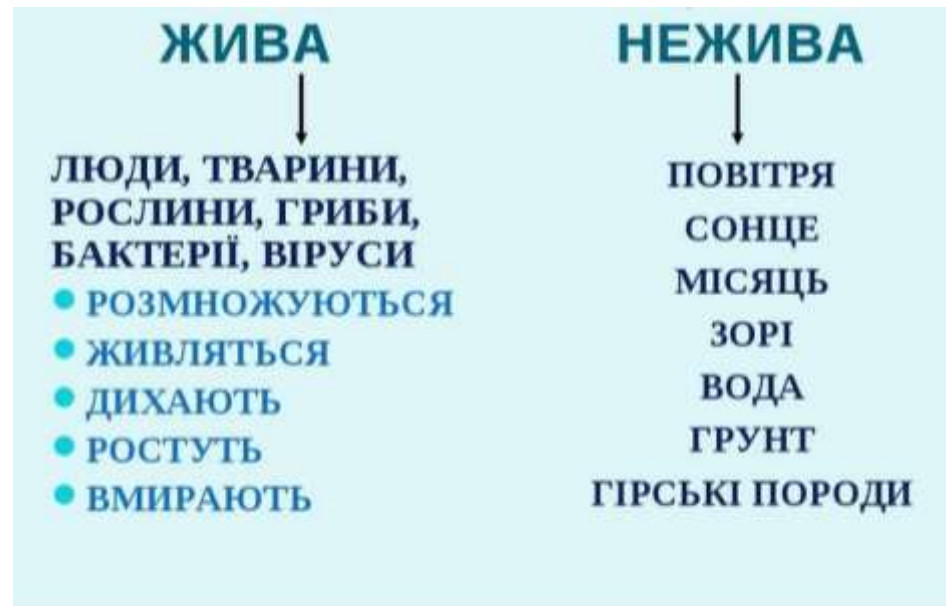 ЖИВА
ЛЮДИ, ТВАРИНИ,
РОСЛИНИ, ГРИБИ,
БАКТЕРІЇ, ВІРУСИ
РОЗМНОЖУЮТЬСЯ
ЖИВЛЯТЬСЯ
ДИХАЮТЬ
РОСТУТЬ
ВМИРАЮТЬ
НЕЖИВА
ПОВІТРЯ
СОНЦЕ
МІСЯЦЬ
ЗОРІ
ВОДА
ГРУНТ
ГІРСЬКІ ПОРОДИ